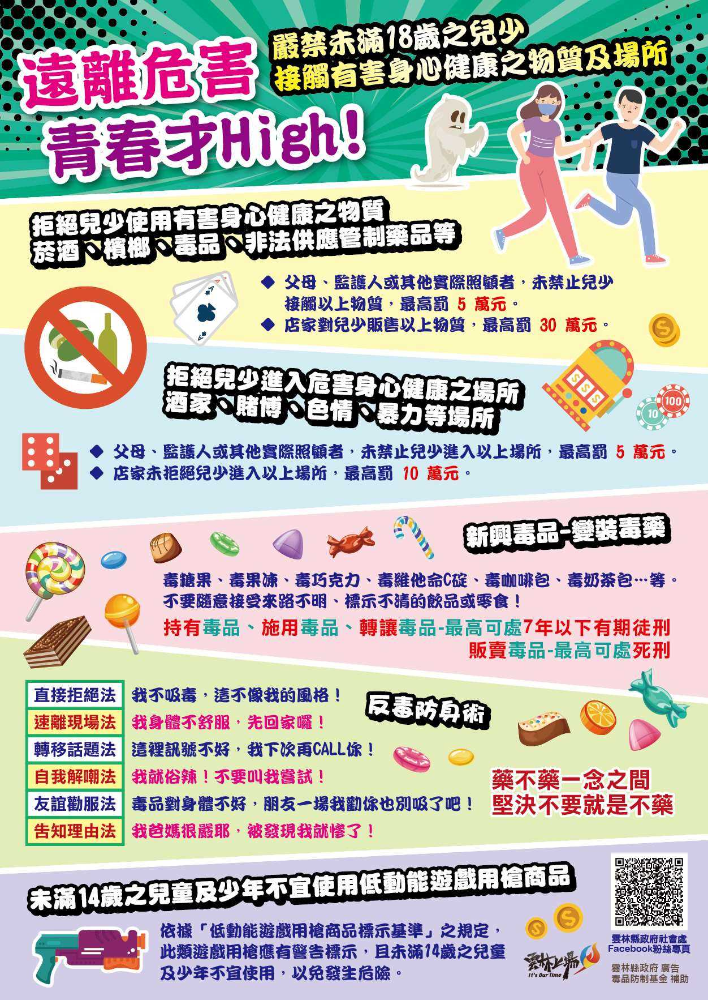 遠離危害
青春才High!
嚴禁未滿18歲之兒少
接觸有害身心健康之物質及場所
拒絕兒少使用有害身心健康之物質
菸酒、檳榔、毒品、非法供應管制藥品等
◆ 父母、監護人或其他實際照顧者，未禁止兒少
接觸以上物質，最高罰 5 萬元。
◆ 店家對兒少販售以上物質，最高罰 30 萬元。
A
A
A
A
$
拒絕兒少進入危害身心健康之場所
酒家、賭博、色情、暴力等場所
$ $ $
100
10
◆ 父母、監護人或其他實際照顧者，未禁止兒少進入以上場所，最高罰 5 萬元。
◆ 店家未拒絕兒少進入以上場所，最高罰 10 萬元。
新興毒品-變裝毒藥
毒糖果、毒果凍、毒巧克力、毒維他命C碇、毒咖啡包、毒奶茶包…等。
不要隨意接受來路不明、標示不清的飲品或零食！
持有毒品、施用毒品、轉讓毒品-最高可處7年以下有期徒刑
販賣毒品-最高可處死刑
反毒防身術
直接拒絕法 我不吸毒，這不像我的風格！
速離現場法 我身體不舒服，先回家囉！
轉移話題法 這裡訊號不好，我下次再CALL你！
自我解嘲法 我就俗辣！不要叫我嘗試！
友誼勸服法 毒品對身體不好，朋友一場我勸你也別吸了吧！
告知理由法 我爸媽很嚴耶，被發現我就慘了！
藥不藥一念之間
堅決不要就是不藥
未滿14歲之兒童及少年不宜使用低動能遊戲用槍商品
依據「低動能遊戲用槍商品標示基準」之規定，
此類遊戲用槍應有警告標示，且未滿14歲之兒童
及少年不宜使用，以免發生危險。
$ $
雲林上場
It's Our Time
雲林縣政府社會處
Facebook粉絲專頁
雲林縣政府 廣告
毒品防制基金 補助